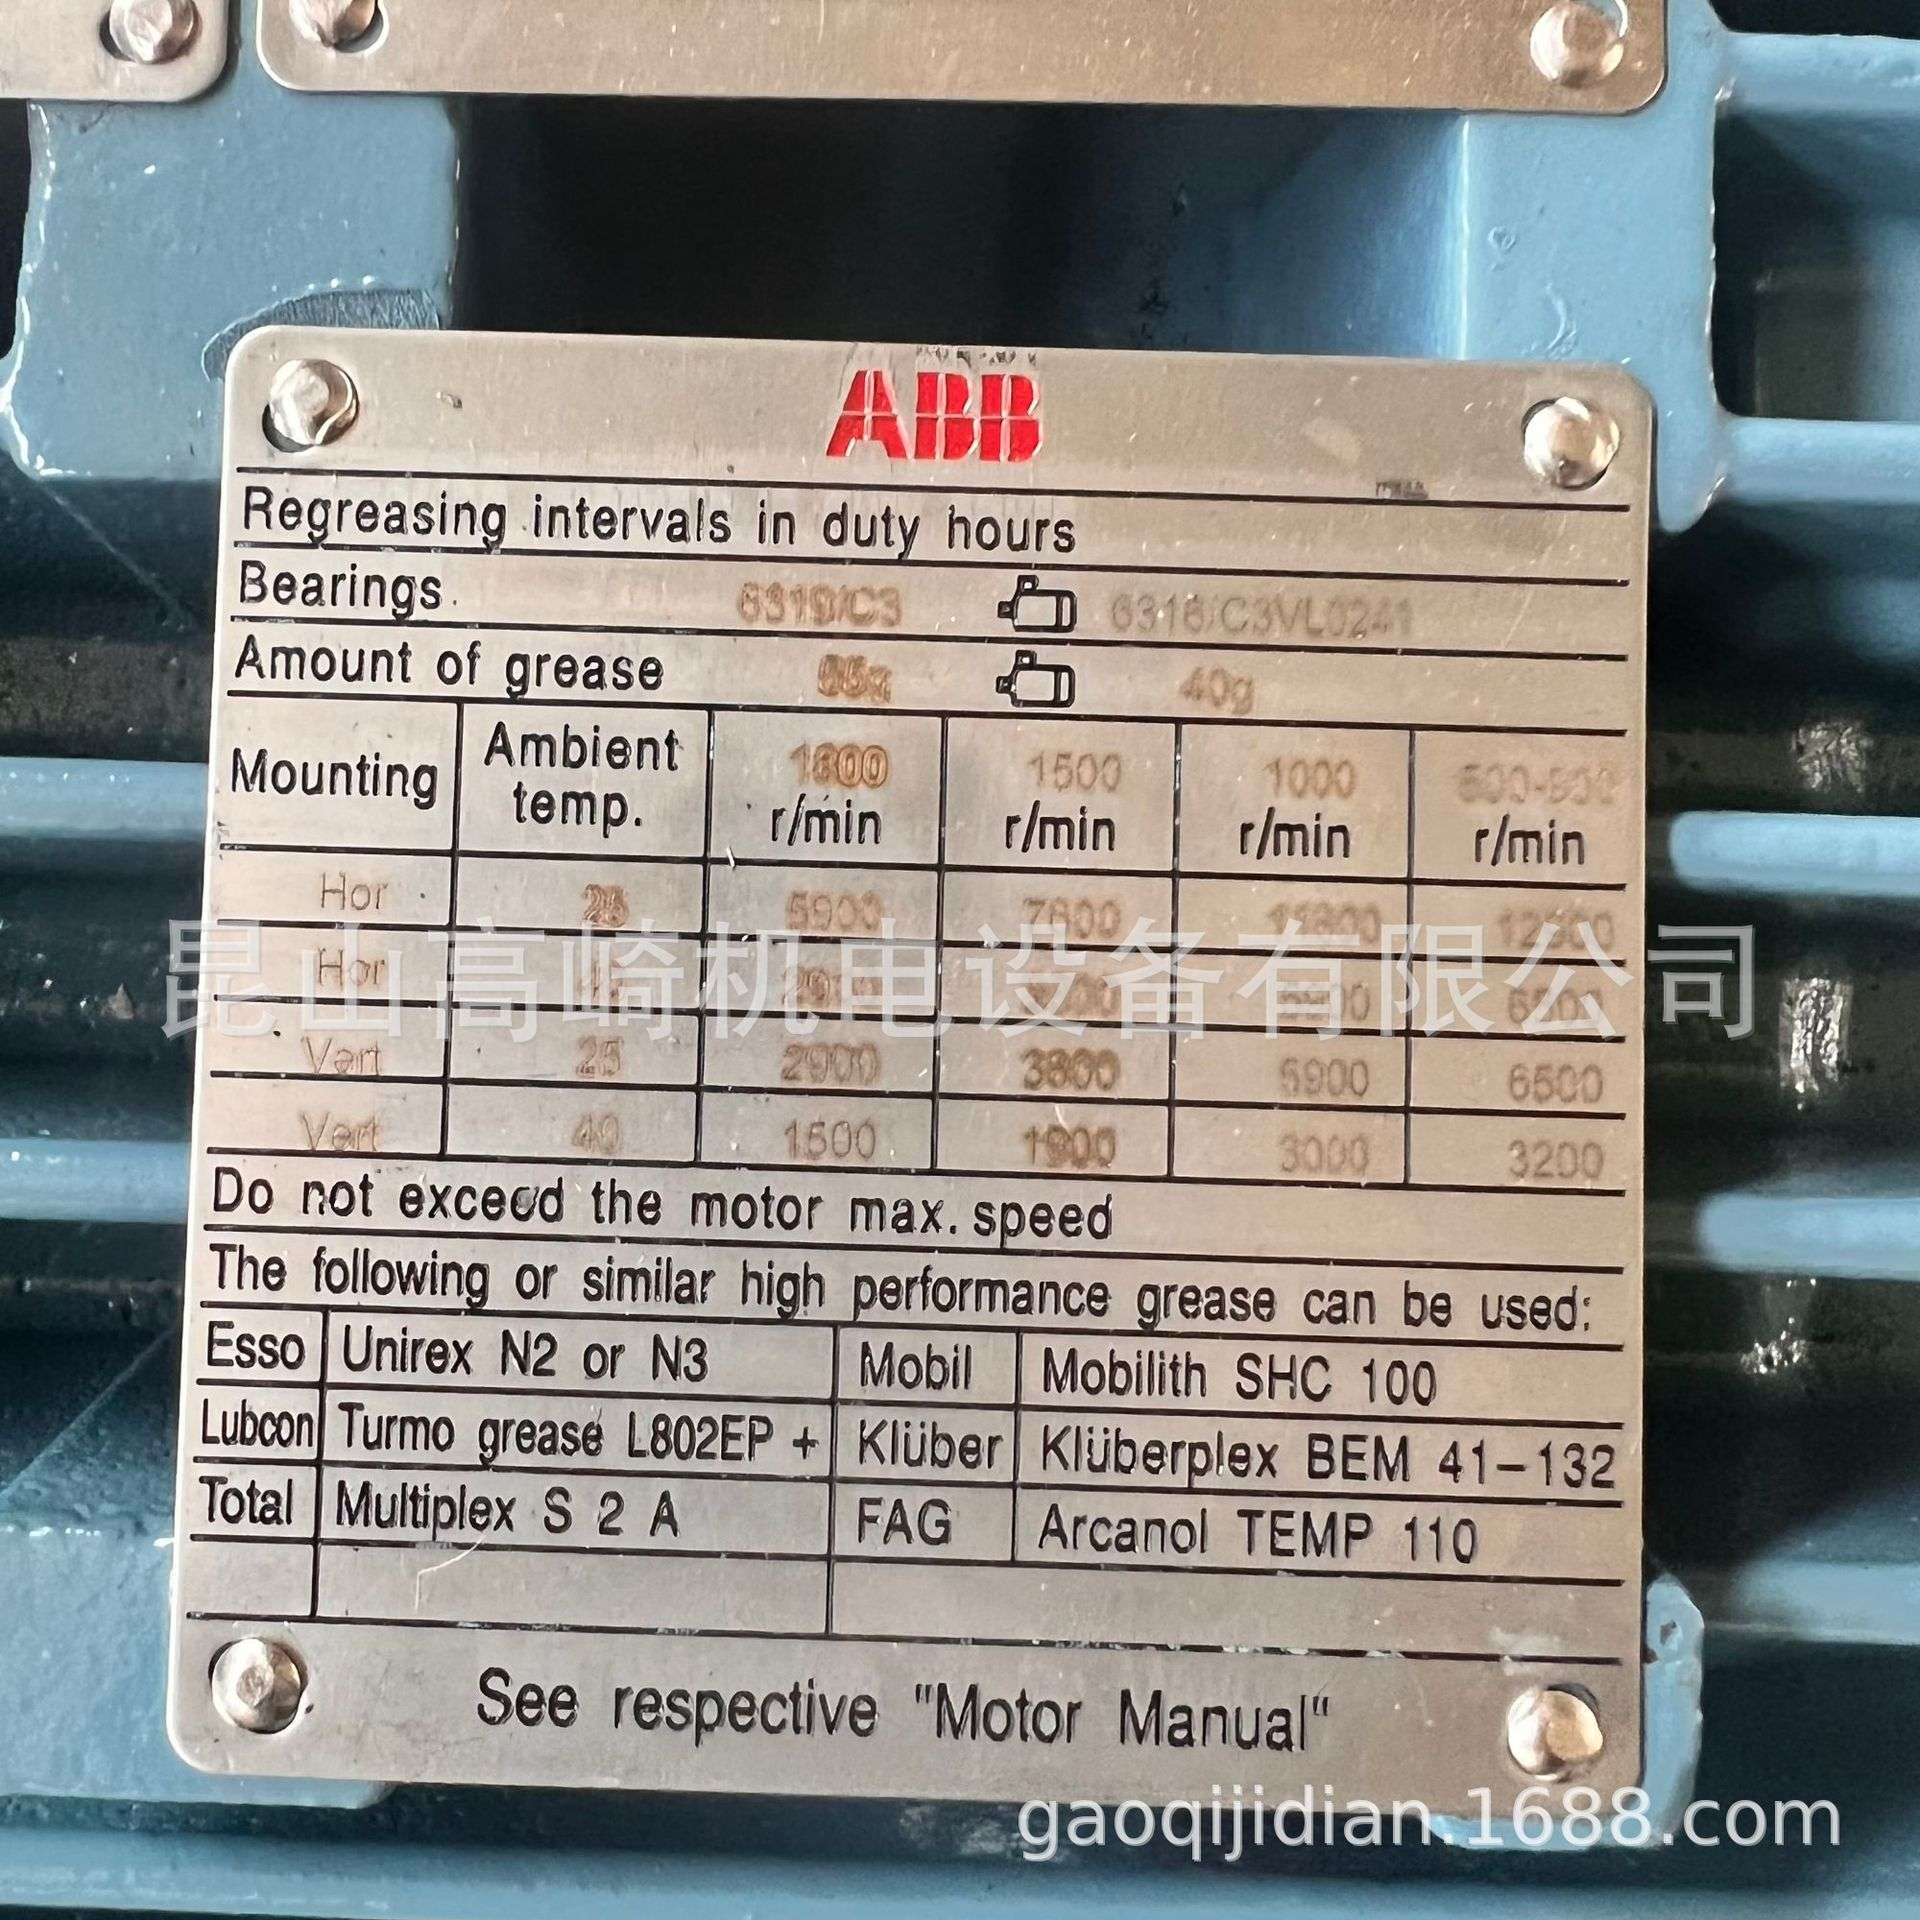 ABB
Regreasing intervals in duty hours
Bearings 6319/C3 6316/C3VL0241
Amount of grease 40g
Mounting Ambient temp. 1800 r/min 1500 r/min 1000 r/min r/min
Hor 25 5900 7800 11800
Hor 6500
Vert 25 2900 3800 5900 6500
Vert 40 1500 1900 3000 3200
Do not exceed the motor max. speed
The following or similar high performance grease can be used:
Esso Unirex N2 or N3 Mobil Mobilith SHC 100
Lubcon Turmo grease L802EP + Klüber Klüberplex BEM 41-132
Total Multiplex S 2 A FAG Arcanol TEMP 110
See respective "Motor Manual"
昆山高崎机电设备有限公司
gaoqijidian.1688.com